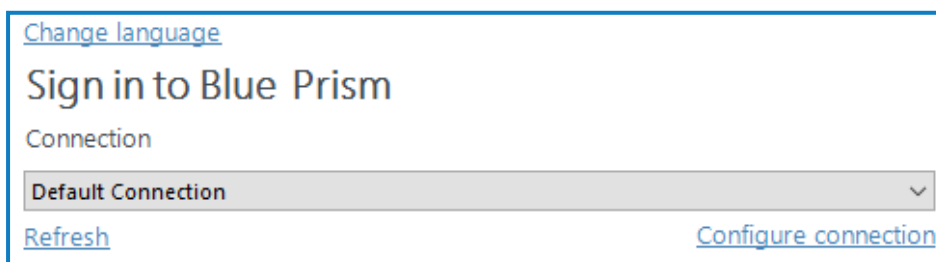 Change language
Sign in to Blue Prism
Connection
Default Connection
Refresh Configure connection